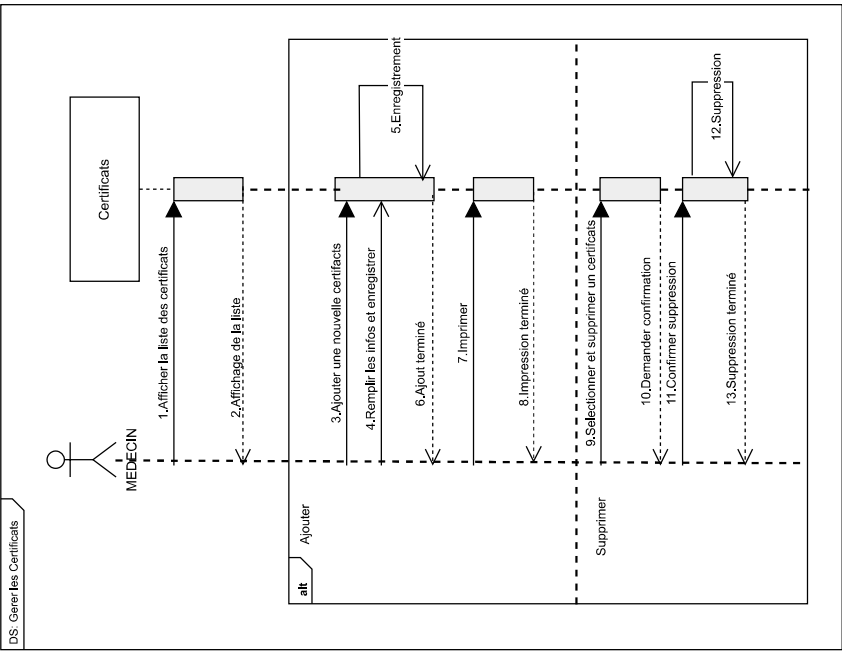 DS: Gerer les Certificats
MEDECIN
Certificats
1.Afficher la liste des certificats
2.Affichage de la liste
alt
Ajouter
3.Ajouter une nouvelle certifacts
4.Remplir les infos et enregistrer
5.Enregistrement
6.Ajout terminé
7.Imprimer
8.Impression terminé
Supprimer
9.Selectionner et supprimer un certifcats
10.Demander confirmation
11.Confirmer suppression
12.Suppression
13.Suppression terminé